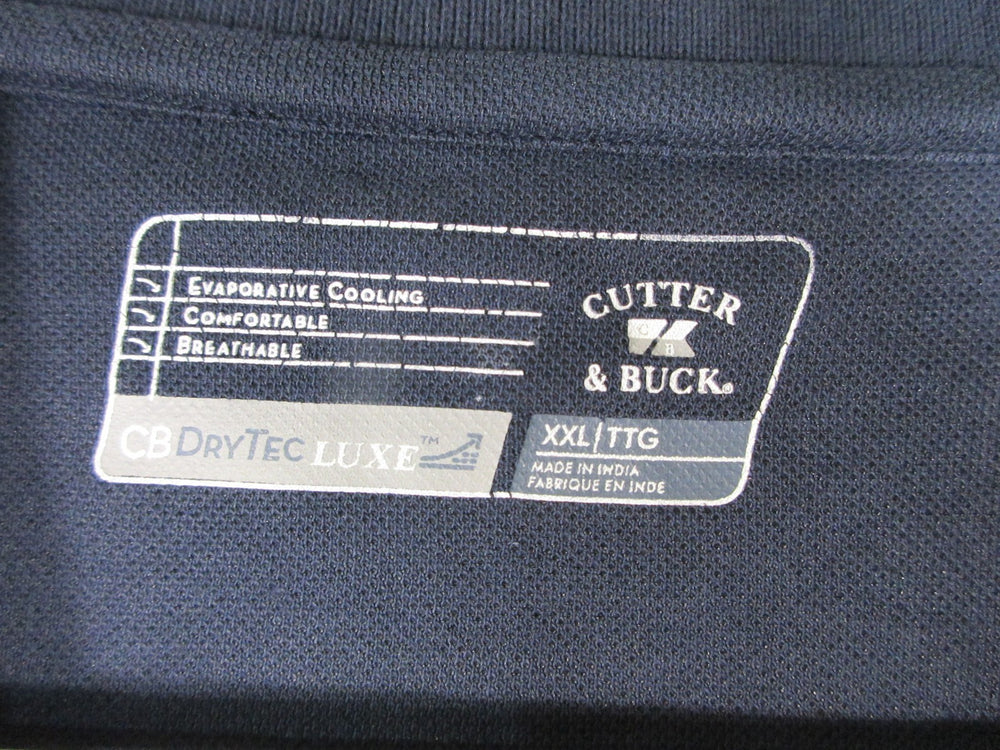 EVAPORATIVE COOLING
COMFORTABLE
BREATHABLE
CUTTER
& BUCK®
CB DRYTEC LUXE™
XXL/TTG
MADE IN INDIA
FABRIQUE EN INDE